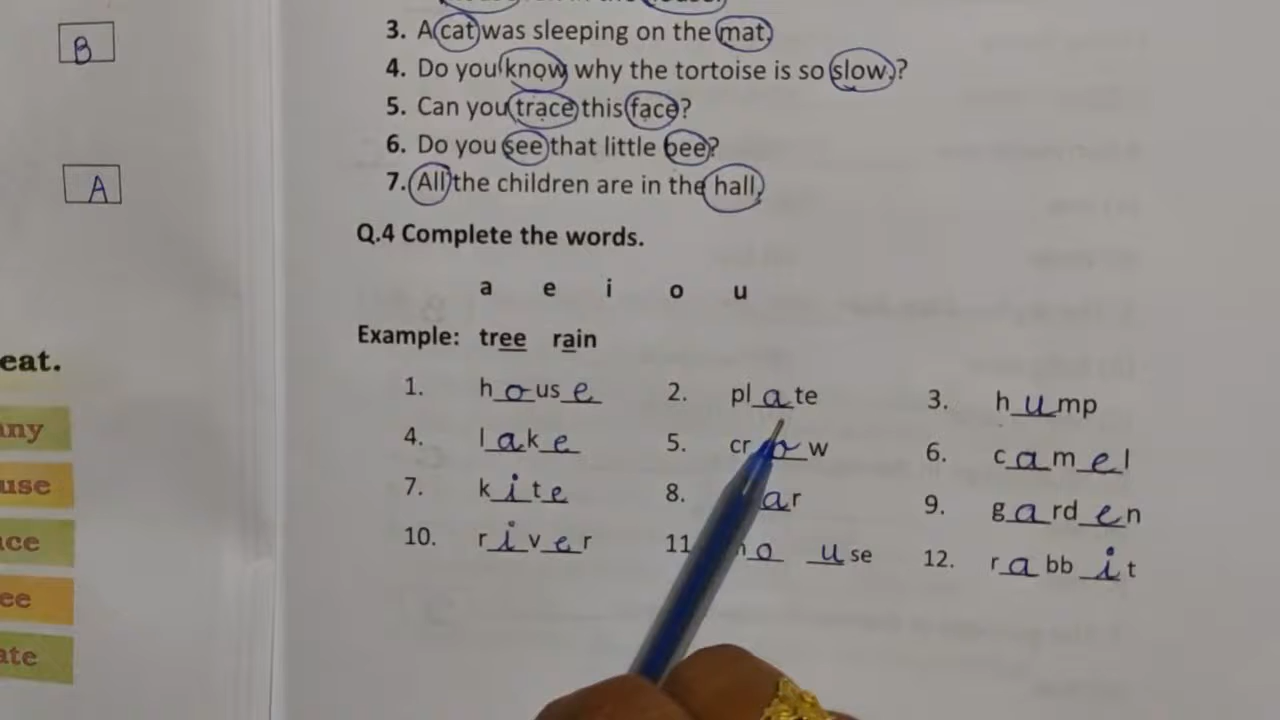 B
3. A cat was sleeping on the mat.
4. Do you know why the tortoise is so slow.?
5. Can you trace this face?
6. Do you see that little bee?
A
7. All the children are in the hall.
Q.4 Complete the words.
a e i o u
Example: tree rain
eat.
1. house 2. plate 3. hump
any
4. lake 5. crow 6. camel
use
7. kite 8. ar 9. garden
ce
10. river 11 o use 12. rabbit
ee
ate